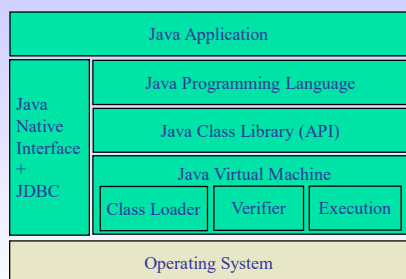 Java Application
Java
Native
Interface
+
JDBC
Java Programming Language
Java Class Library (API)
Java Virtual Machine
Class Loader
Verifier
Execution
Operating System